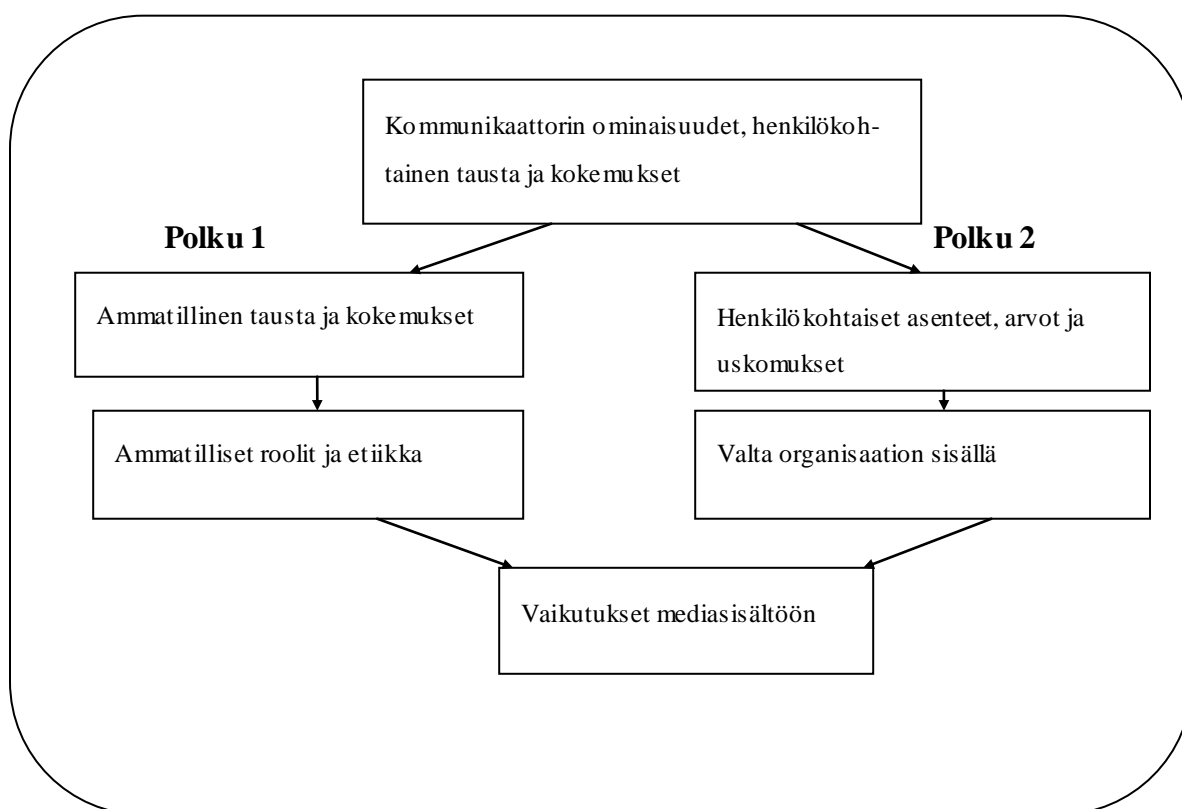 Kommunikaattorin ominaisuudet, henkilökoh-
tainen tausta ja kokemukset
Polku 1
Polku 2
Ammatillinen tausta ja kokemukset
Henkilökohtaiset asenteet, arvot ja
uskomukset
Ammatilliset roolit ja etiikka
Valta organisaation sisällä
Vaikutukset mediasisältöön